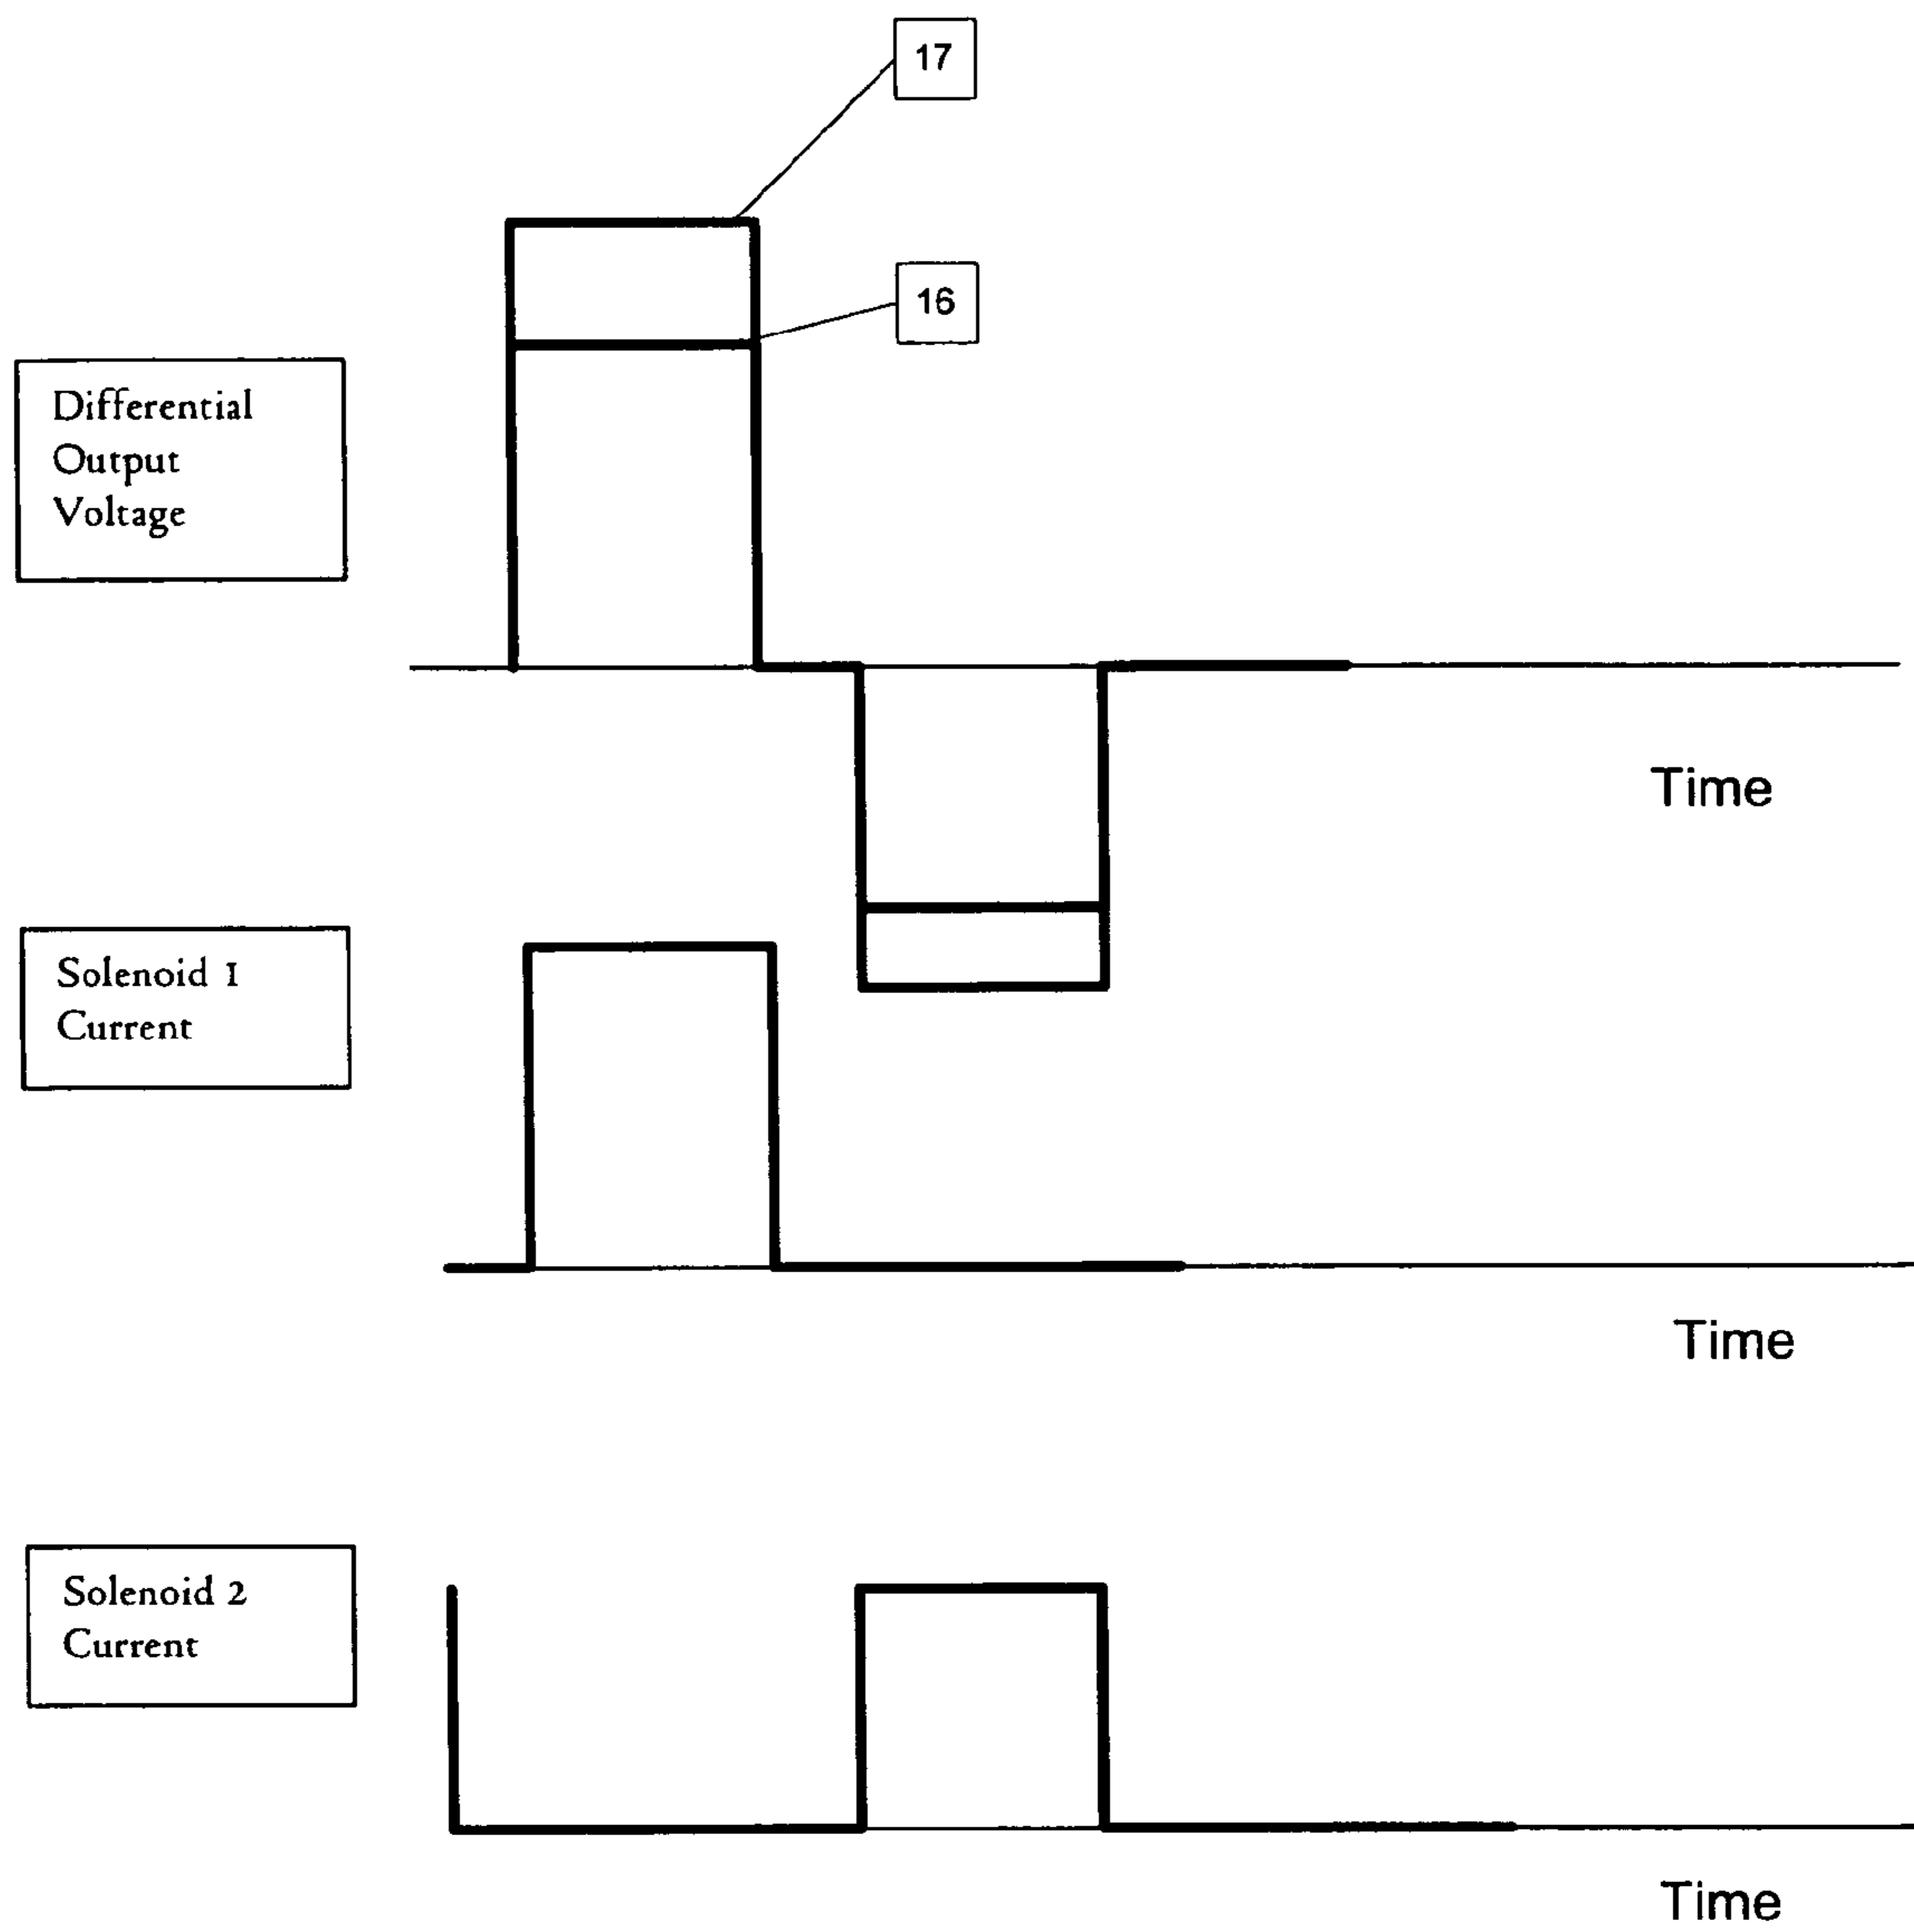 17
16
Differential
Output
Voltage
Time
Solenoid 1
Current
Time
Solenoid 2
Current
Time